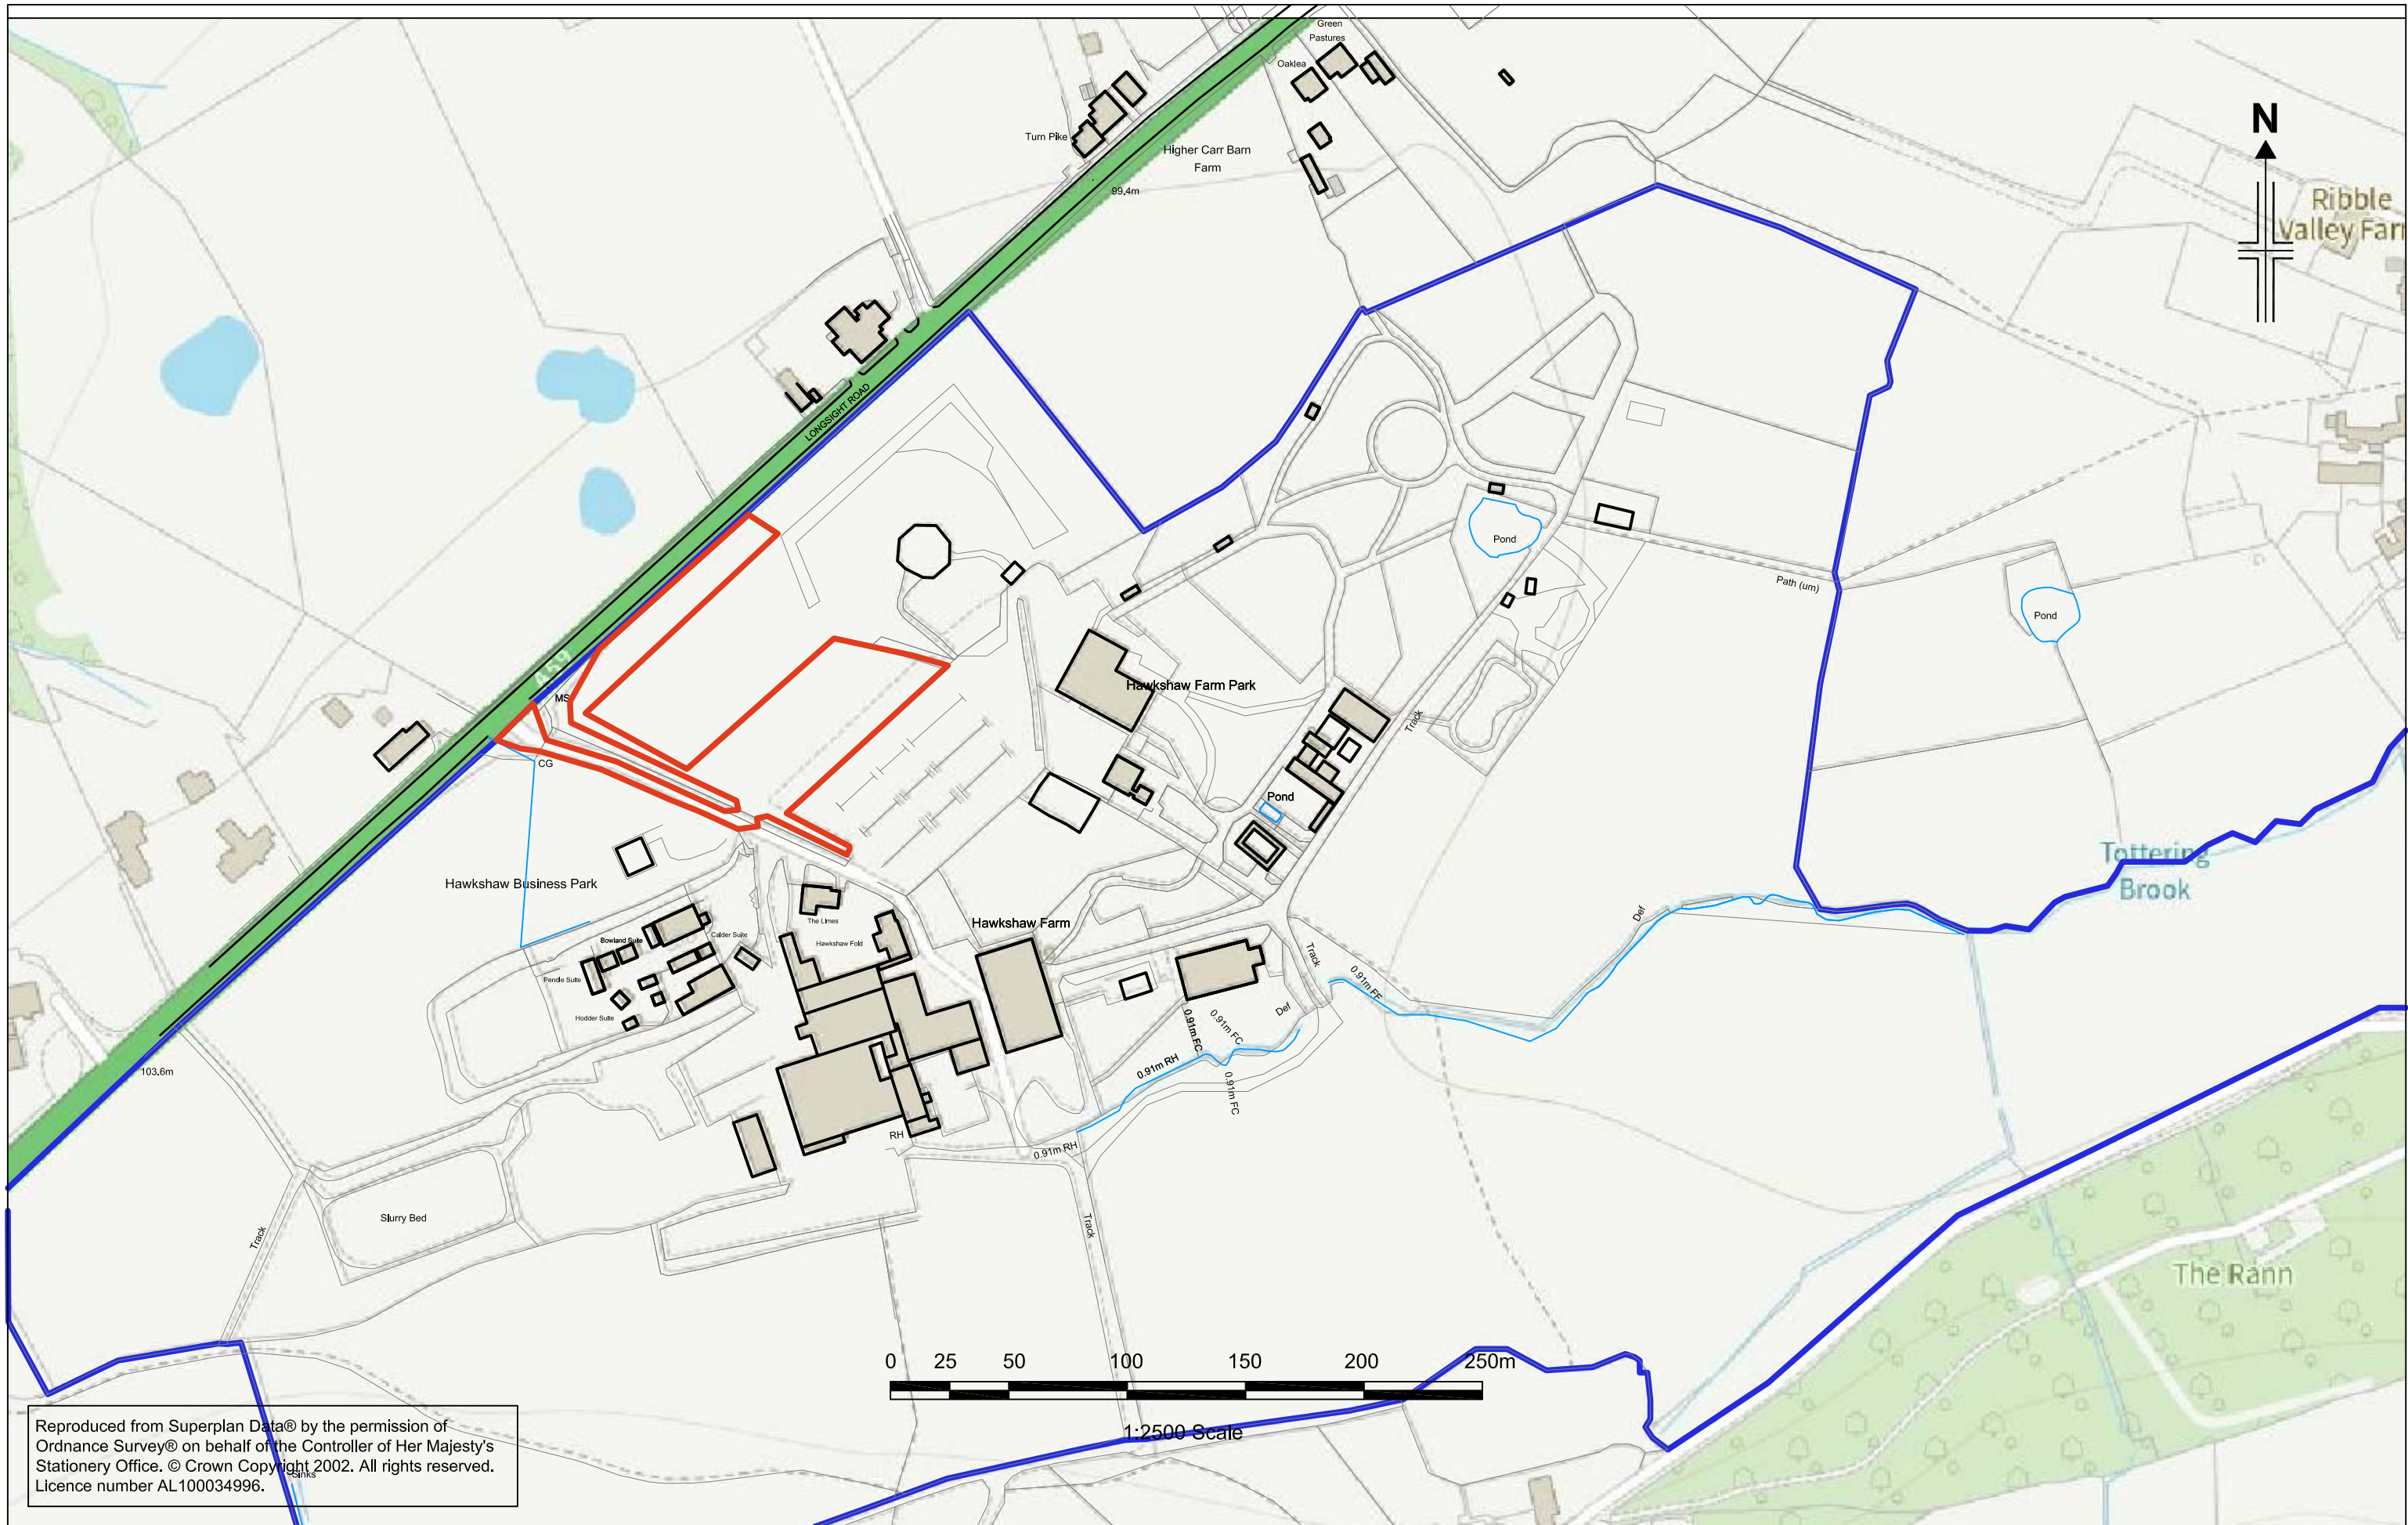 Green
Pastures
Oaklea
N
Turn Pike
Higher Carr Barn
Farm
99.4m
Ribble
Valley Farm
LONGSIGHT ROAD
Pond
Path (um)
Pond
A59
MS
Hawkshaw Farm Park
Track
CG
Pond
Tottering
Brook
Hawkshaw Business Park
The Limes
Hawkshaw Farm
Def
Bowland Suite
Calder Suite
Hawkshaw Fold
Track
Pendle Suite
0.91m FF
Hodder Suite
Def
0.91m FC
0.91m FC
103.6m
0.91m RH
0.91m FC
RH
0.91m RH
Slurry Bed
Track
Track
The Rann
0 25 50 100 150 200 250m
1:2500 Scale
Reproduced from Superplan Data® by the permission of
Ordnance Survey® on behalf of the Controller of Her Majesty's
Stationery Office. © Crown Copyright 2002. All rights reserved.
Licence number AL100034996.
Sinks